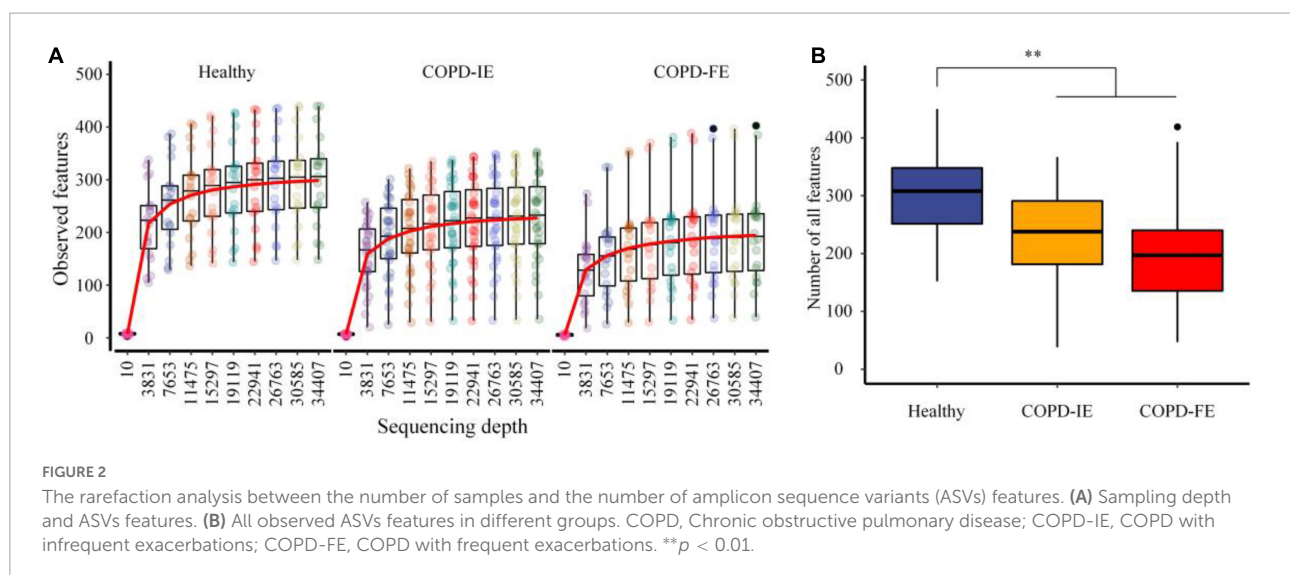 A
Observed features
500
400
300
200
100
0
Healthy
COPD-IE
COPD-FE
10
3831
7653
11475
15297
19119
22941
26763
30585
34407
10
3831
7653
11475
15297
19119
22941
26763
30585
34407
10
3831
7653
11475
15297
19119
22941
26763
30585
34407
Sequencing depth
B
**
Number of all features
500
400
300
200
100
0
Healthy
COPD-IE
COPD-FE
FIGURE 2
The rarefaction analysis between the number of samples and the number of amplicon sequence variants (ASVs) features. (A) Sampling depth
and ASVs features. (B) All observed ASVs features in different groups. COPD, Chronic obstructive pulmonary disease; COPD-IE, COPD with
infrequent exacerbations; COPD-FE, COPD with frequent exacerbations. **p < 0.01.